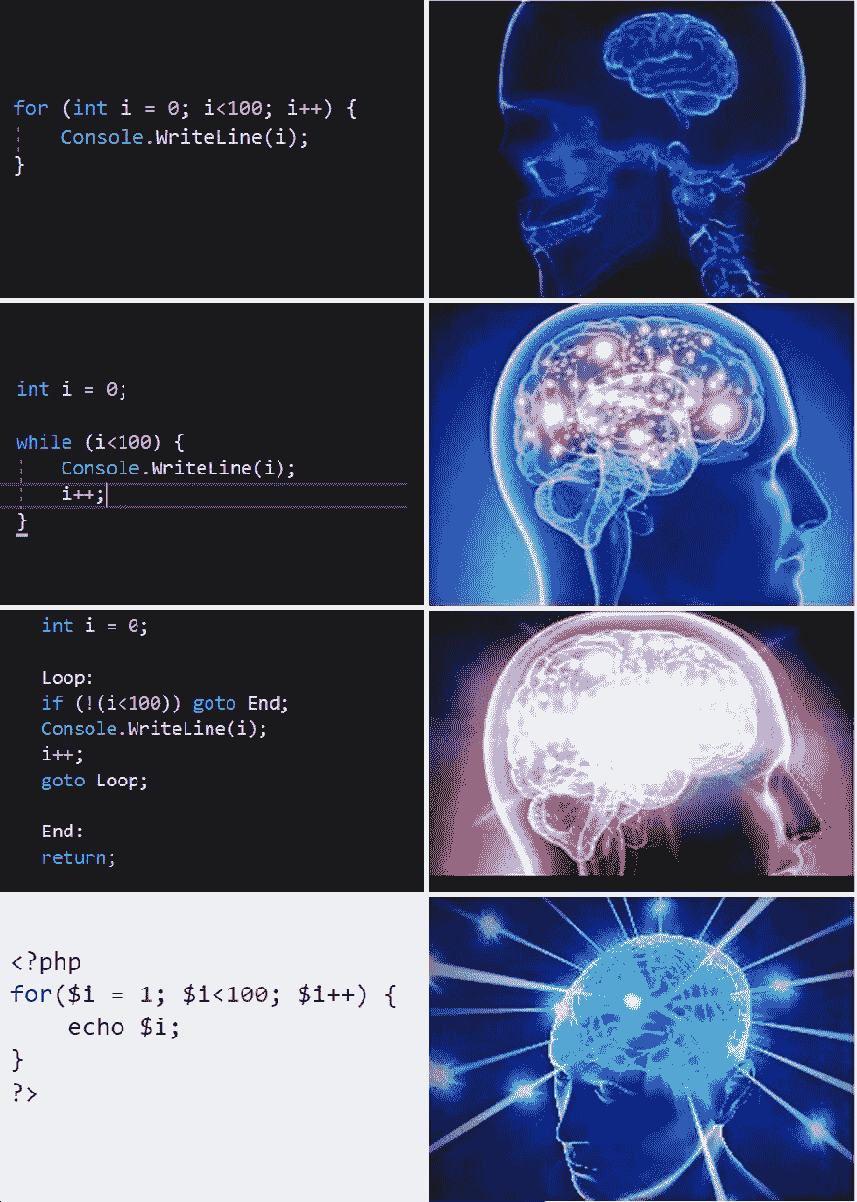 for (int i = 0; i<100; i++) {
    Console.WriteLine(i);
}
int i = 0;
while (i<100) {
    Console.WriteLine(i);
    i++;
}
int i = 0;
Loop:
if (!(i<100)) goto End;
Console.WriteLine(i);
i++;
goto Loop;
End:
return;
<?php
for($i = 1; $i<100; $i++) {
    echo $i;
}
?>